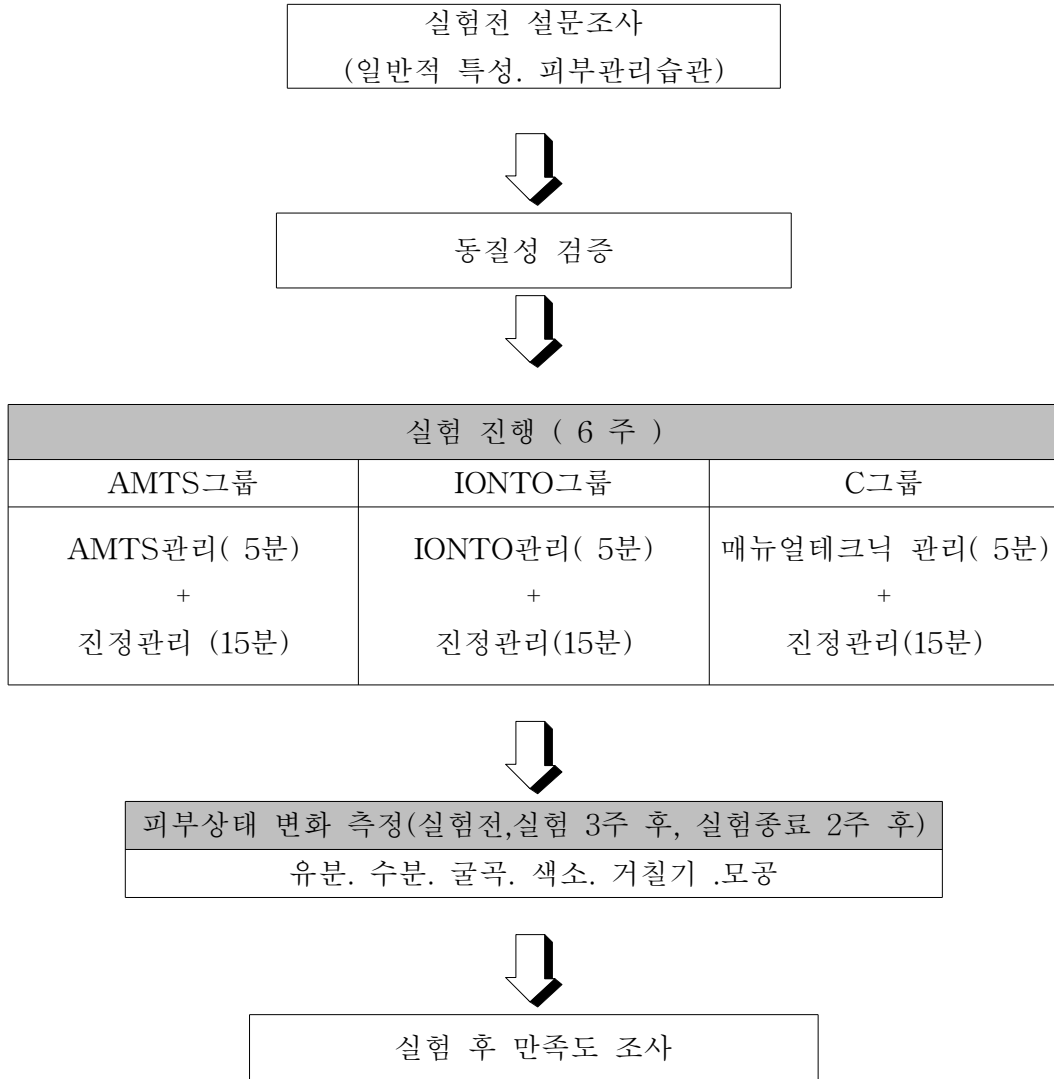 실험전 설문조사
(일반적 특성. 피부관리습관)
동질성 검증
실험 진행 ( 6 주 )
AMTS그룹 IONTO그룹 C그룹
AMTS관리( 5분) IONTO관리( 5분) 매뉴얼테크닉 관리( 5분)
+ + +
진정관리 (15분) 진정관리(15분) 진정관리(15분)
피부상태 변화 측정(실험전,실험 3주 후, 실험종료 2주 후)
유분. 수분. 굴곡. 색소. 거칠기 .모공
실험 후 만족도 조사